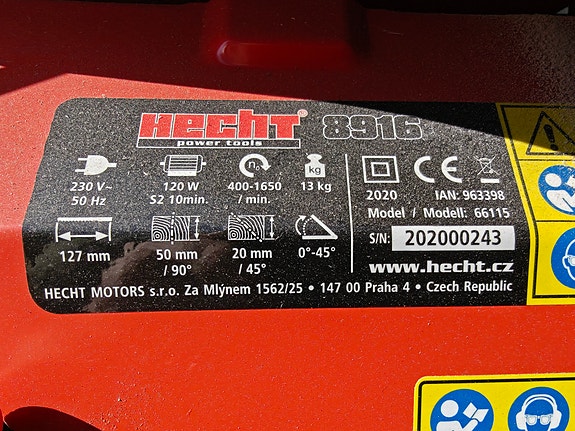 HECHT® 8916
power tools
230 V~
50 Hz
120 W
S2 10min.
n0
400-1650
/ min.
kg
13 kg
2020 IAN: 963398
Model / Modell: 66115
S/N: 202000243
127 mm
50 mm
/ 90°
20 mm
/ 45°
0°-45°
www.hecht.cz
HECHT MOTORS s.r.o. Za Mlýnem 1562/25 • 147 00 Praha 4 • Czech Republic